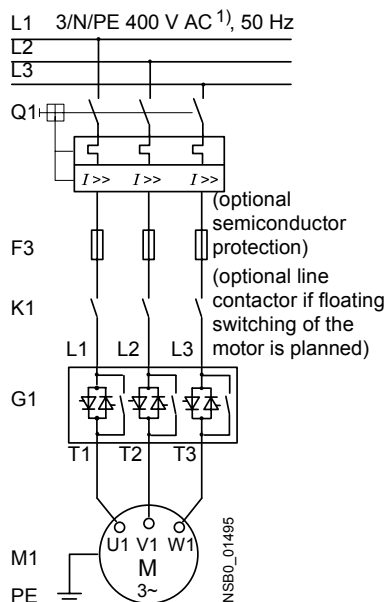 L1 3/N/PE 400 V AC 1), 50 Hz
L2
L3
Q1
I >> I >> I >>
(optional
semiconductor
protection)
F3
(optional line
contactor if floating
switching of the
motor is planned)
K1
L1 L2 L3
G1
T1 T2 T3
U1 V1 W1
M
3~
M1
PE
NSB0_01495